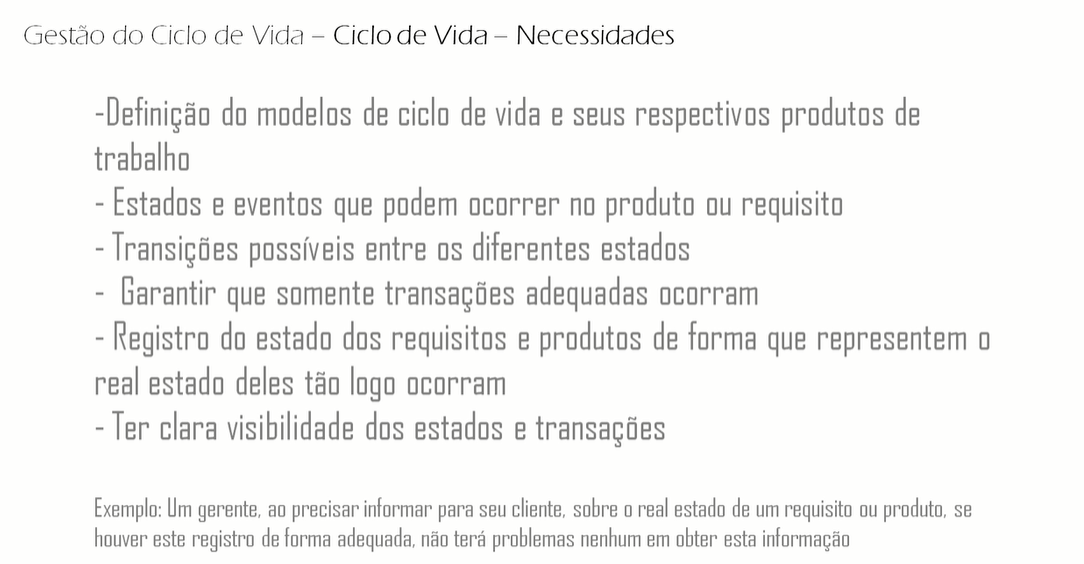 Gestão do Ciclo de Vida – Ciclo de Vida – Necessidades
-Definição do modelos de ciclo de vida e seus respectivos produtos de
trabalho
- Estados e eventos que podem ocorrer no produto ou requisito
- Transições possíveis entre os diferentes estados
- Garantir que somente transações adequadas ocorram
- Registro do estado dos requisitos e produtos de forma que representem o
real estado deles tão logo ocorram
- Ter clara visibilidade dos estados e transações
Exemplo: Um gerente, ao precisar informar para seu cliente, sobre o real estado de um requisito ou produto, se
houver este registro de forma adequada, não terá problemas nenhum em obter esta informação